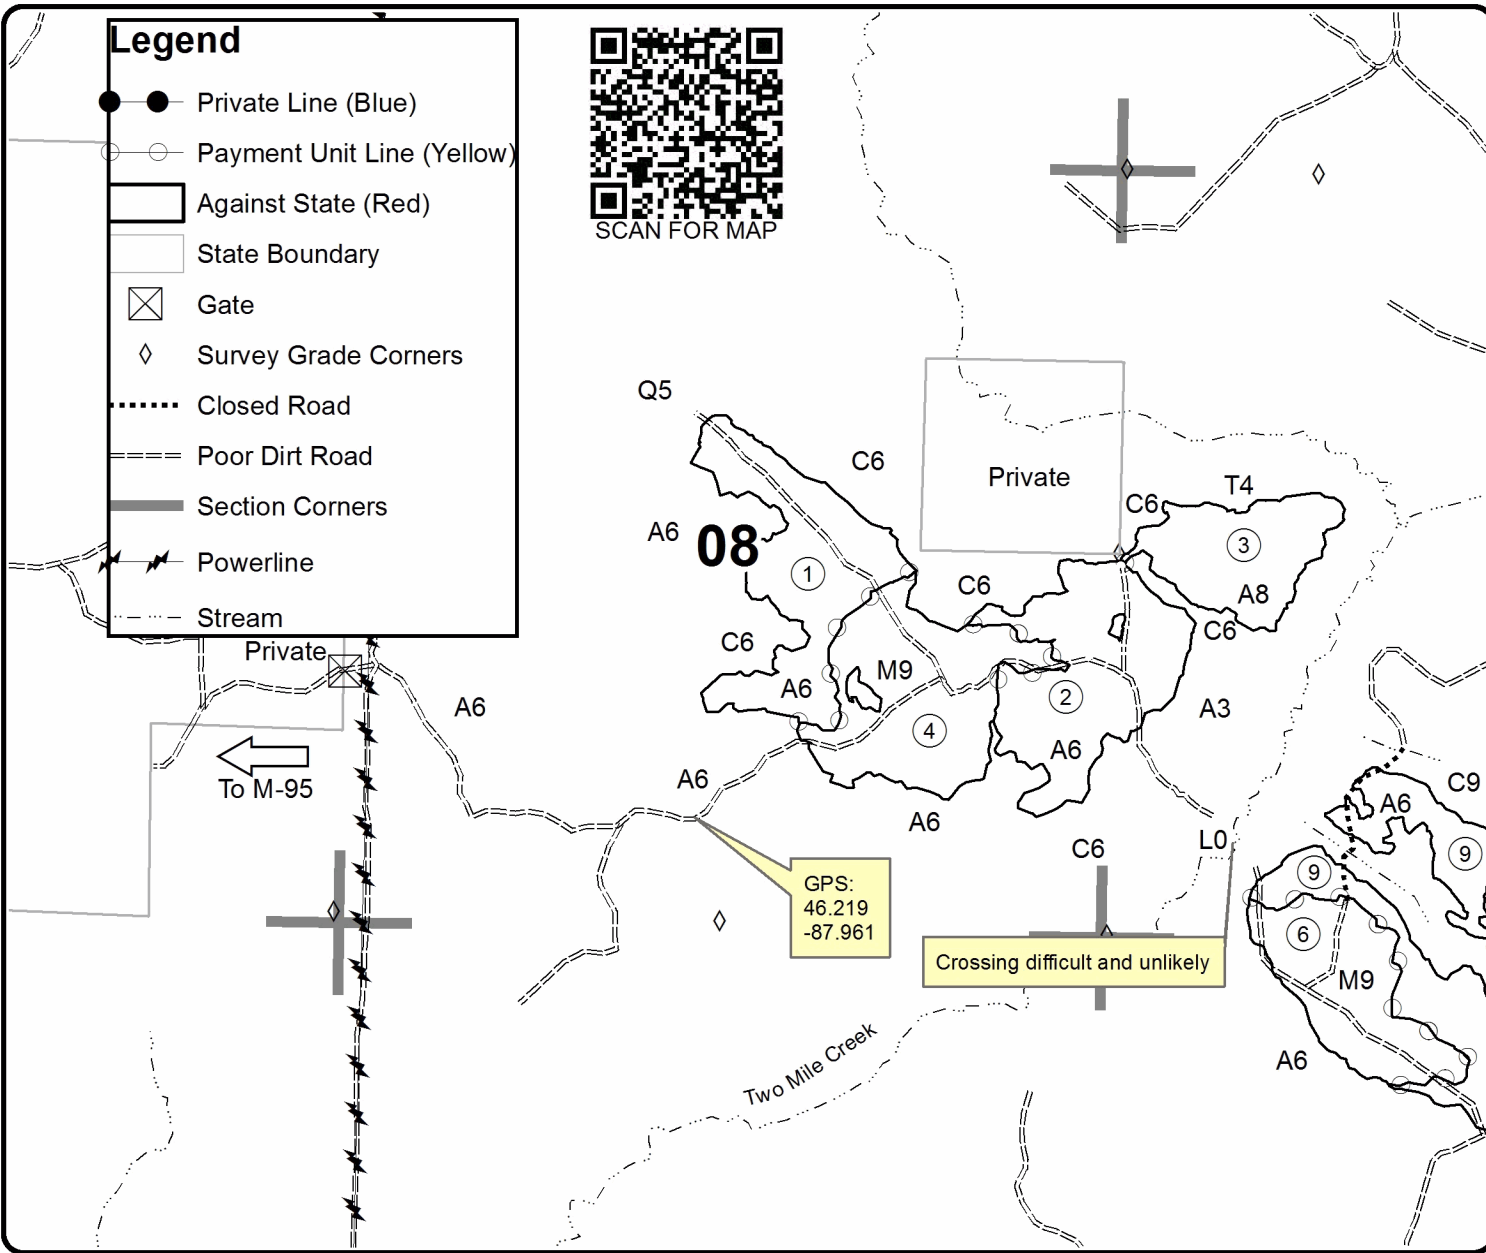 Legend
Private Line (Blue)
Payment Unit Line (Yellow)
Against State (Red)
State Boundary
Gate
Survey Grade Corners
Closed Road
Poor Dirt Road
Section Corners
Powerline
Stream
SCAN FOR MAP
Q5
C6
Private
T4
C6
A6
08
3
1
C6
A8
C6
C6
Private
M9
A6
2
A6
A3
4
A6
A6
To M-95
C9
A6
A6
L0
C6
9
9
GPS:
46.219
-87.961
6
Crossing difficult and unlikely
M9
A6
Two Mile Creek